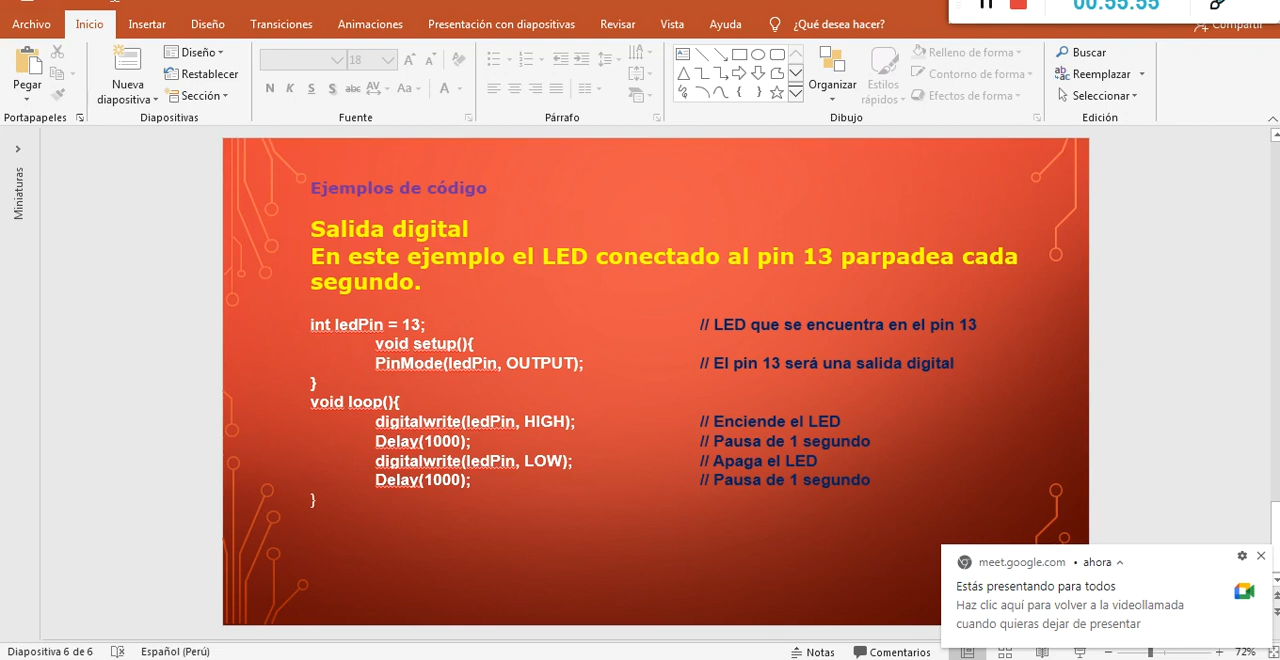 00:55:55
Archivo Inicio Insertar Diseño Transiciones Animaciones Presentación con diapositivas Revisar Vista Ayuda ¿Qué desea hacer? Compartir
Pegar
Nueva diapositiva
Diseño
Restablecer
Sección
18
N K S S abc AV Aa A
Organizar
Estilos rápidos
Relleno de forma
Contorno de forma
Efectos de forma
Buscar
Reemplazar
Seleccionar
Portapapeles Diapositivas Fuente Párrafo Dibujo Edición
Miniaturas
Ejemplos de código
Salida digital
En este ejemplo el LED conectado al pin 13 parpadea cada
segundo.
int ledPin = 13; // LED que se encuentra en el pin 13
void setup(){
PinMode(ledPin, OUTPUT); // El pin 13 será una salida digital
}
void loop(){
digitalwrite(ledPin, HIGH); // Enciende el LED
Delay(1000); // Pausa de 1 segundo
digitalwrite(ledPin, LOW); // Apaga el LED
Delay(1000); // Pausa de 1 segundo
}
meet.google.com • ahora
Estás presentando para todos
Haz clic aquí para volver a la videollamada
cuando quieras dejar de presentar
Diapositiva 6 de 6 Español (Perú) Notas Comentarios 72%